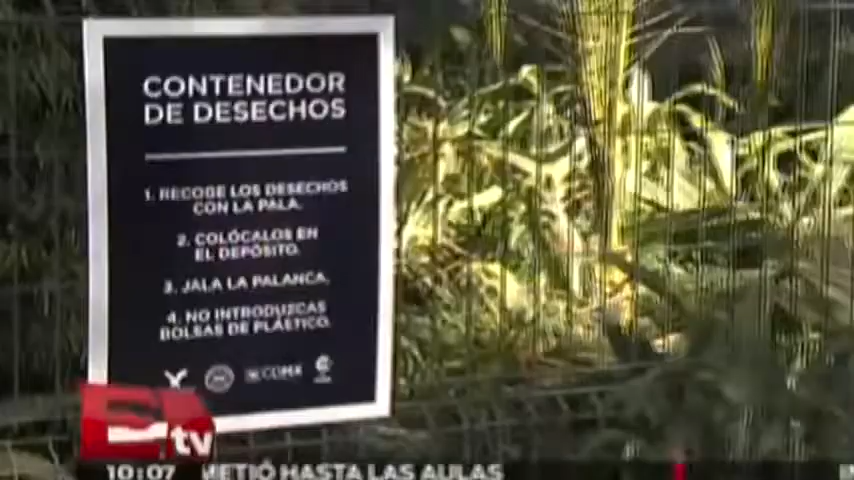 CONTENEDOR
DE DESECHOS
1. RECOGE LOS DESECHOS
CON LA PALA.
2. COLÓCALOS EN
EL DEPÓSITO.
3. JALA LA PALANCA.
4. NO INTRODUZCAS
BOLSAS DE PLÁSTICO.
CDMX
tv
10:07 METIÓ HASTA LAS AULAS